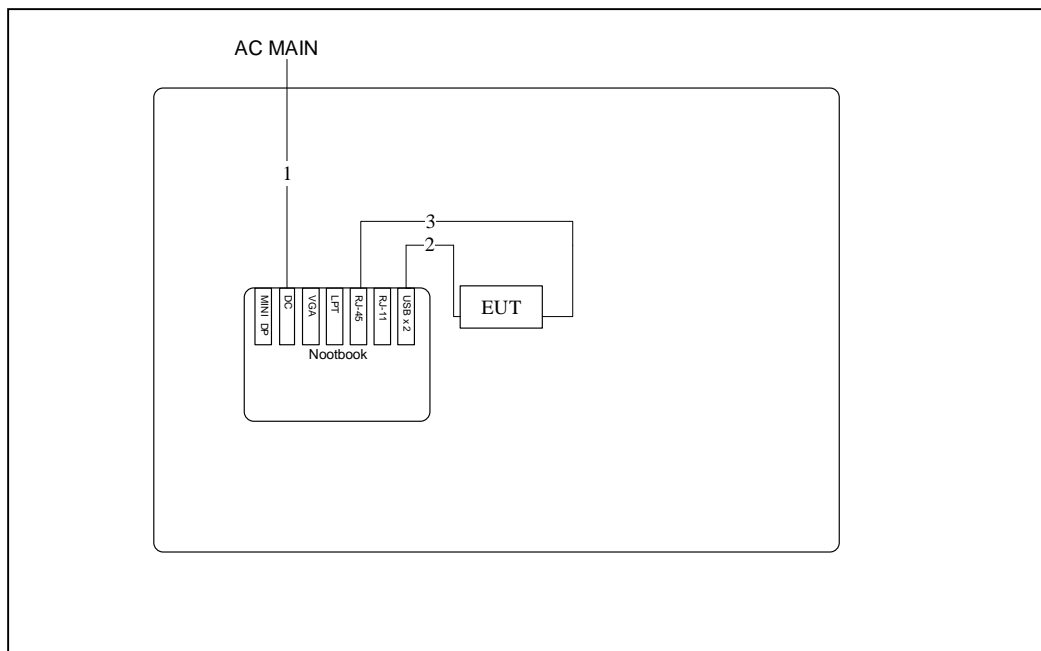 AC MAIN
1
3
2
MINI DP
DC
VGA
LPT
RJ-45
RJ-11
USB x 2
EUT
Nootbook